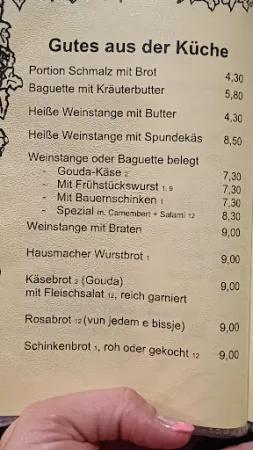 Gutes aus der Küche
Portion Schmalz mit Brot 4,30
Baguette mit Kräuterbutter 5,80
Heiße Weinstange mit Butter 4,30
Heiße Weinstange mit Spundekäs 8,50
Weinstange oder Baguette belegt
- Gouda-Käse 2 7,30
- Mit Frühstückswurst 1, 9 7,30
- Mit Bauernschinken 1 7,30
- Spezial m. Camembert + Salami 12 8,30
Weinstange mit Braten 9,00
Hausmacher Wurstbrot 1 9,00
Käsebrot 2 (Gouda)
mit Fleischsalat 12, reich garniert 9,00
Rosabrot 12 (vun jedem e bissje) 9,00
Schinkenbrot 1, roh oder gekocht 12 9,00